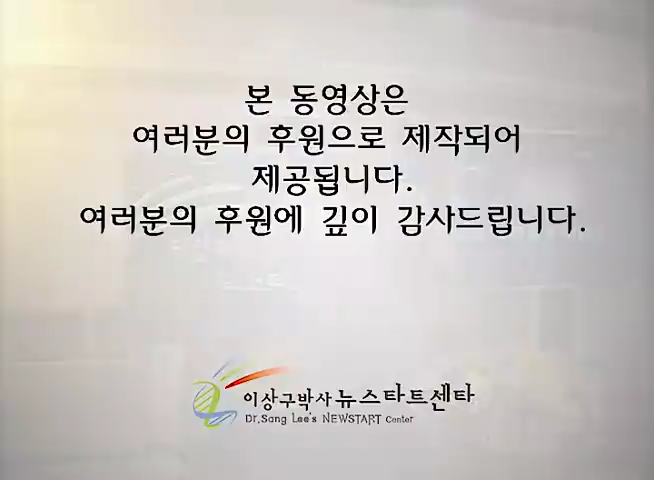 본 동영상은
여러분의 후원으로 제작되어
제공됩니다.
여러분의 후원에 깊이 감사드립니다.
이상구박사 뉴스타트센타
Dr.Sang Lee's NEWSTART Center